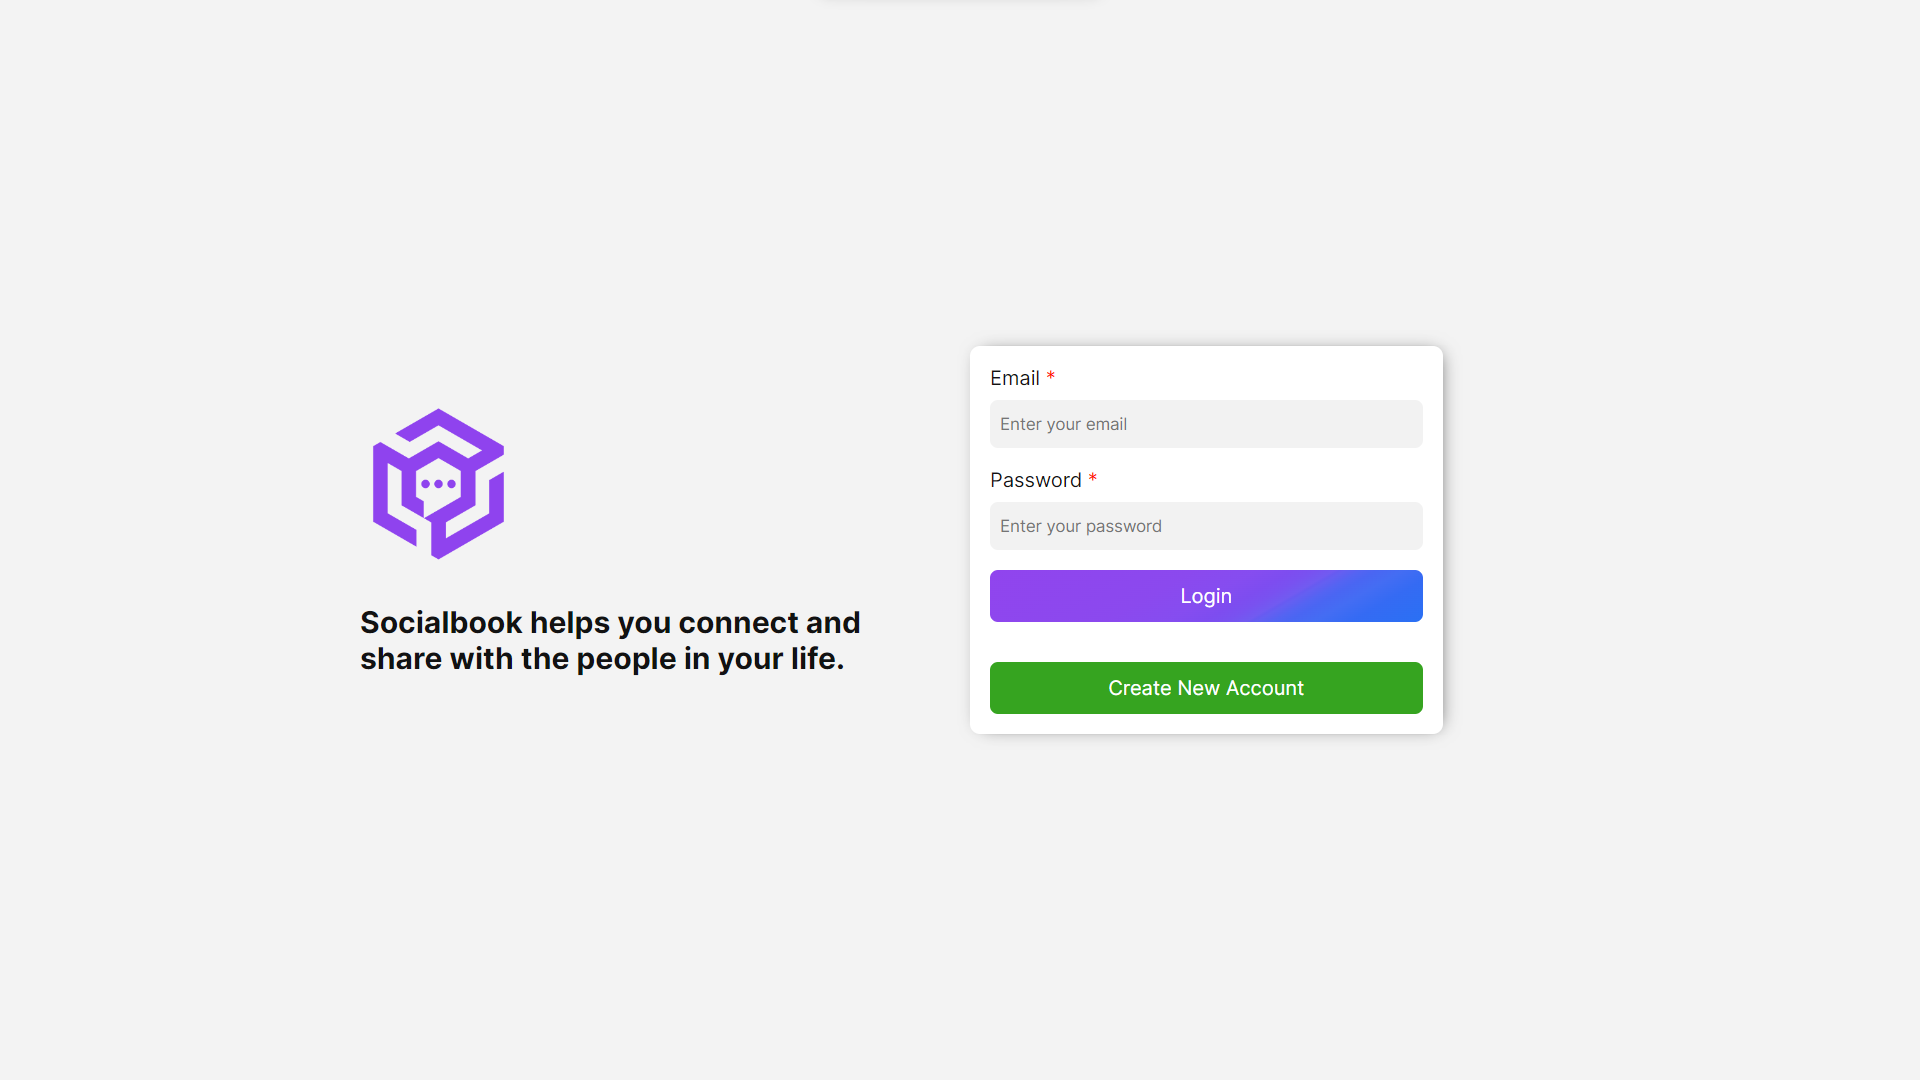 Socialbook helps you connect and
share with the people in your life.
Email *
Enter your email
Password *
Enter your password
Login
Create New Account